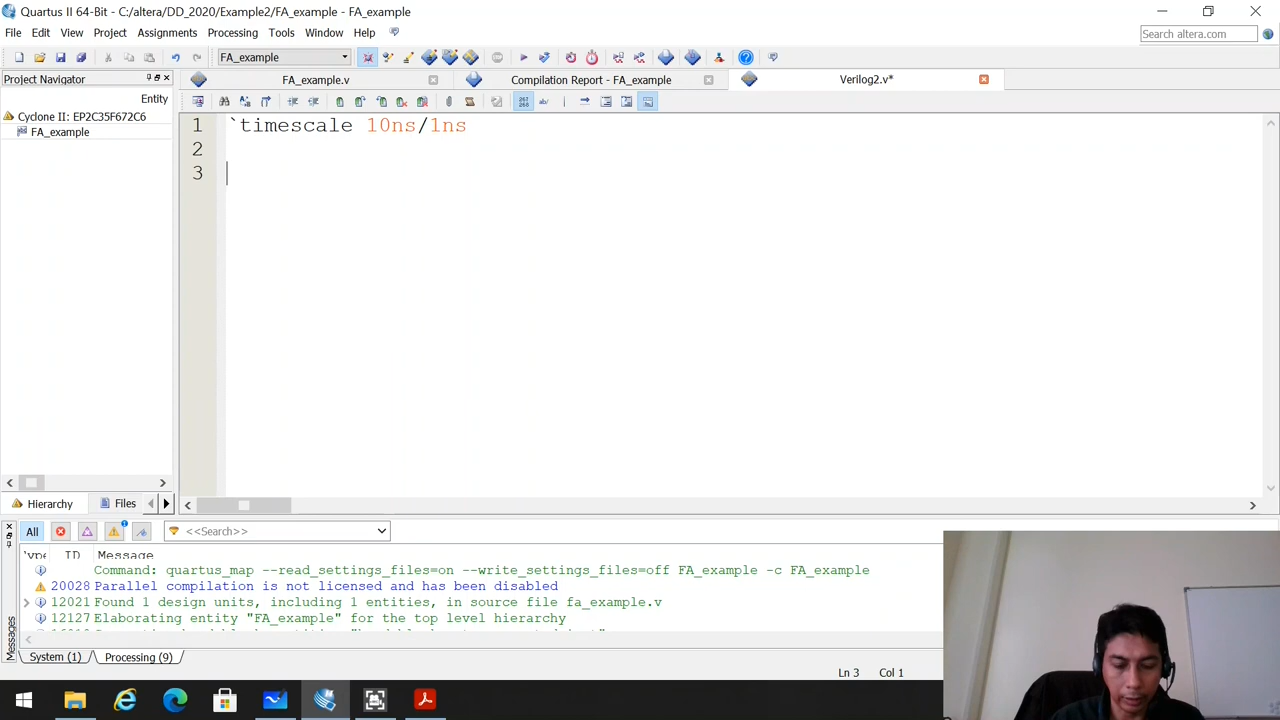 Quartus II 64-Bit - C:/altera/DD_2020/Example2/FA_example - FA_example
File Edit View Project Assignments Processing Tools Window Help
Search altera.com
FA_example
Project Navigator
FA_example.v
Compilation Report - FA_example
Verilog2.v*
Entity
Cyclone II: EP2C35F672C6
FA_example
1 `timescale 10ns/1ns
2
3
Hierarchy
Files
All
<<Search>>
ID Message
Command: quartus_map --read_settings_files=on --write_settings_files=off FA_example -c FA_example
20028 Parallel compilation is not licensed and has been disabled
12021 Found 1 design units, including 1 entities, in source file fa_example.v
12127 Elaborating entity "FA_example" for the top level hierarchy
Messages
System (1)
Processing (9)
Ln 3
Col 1